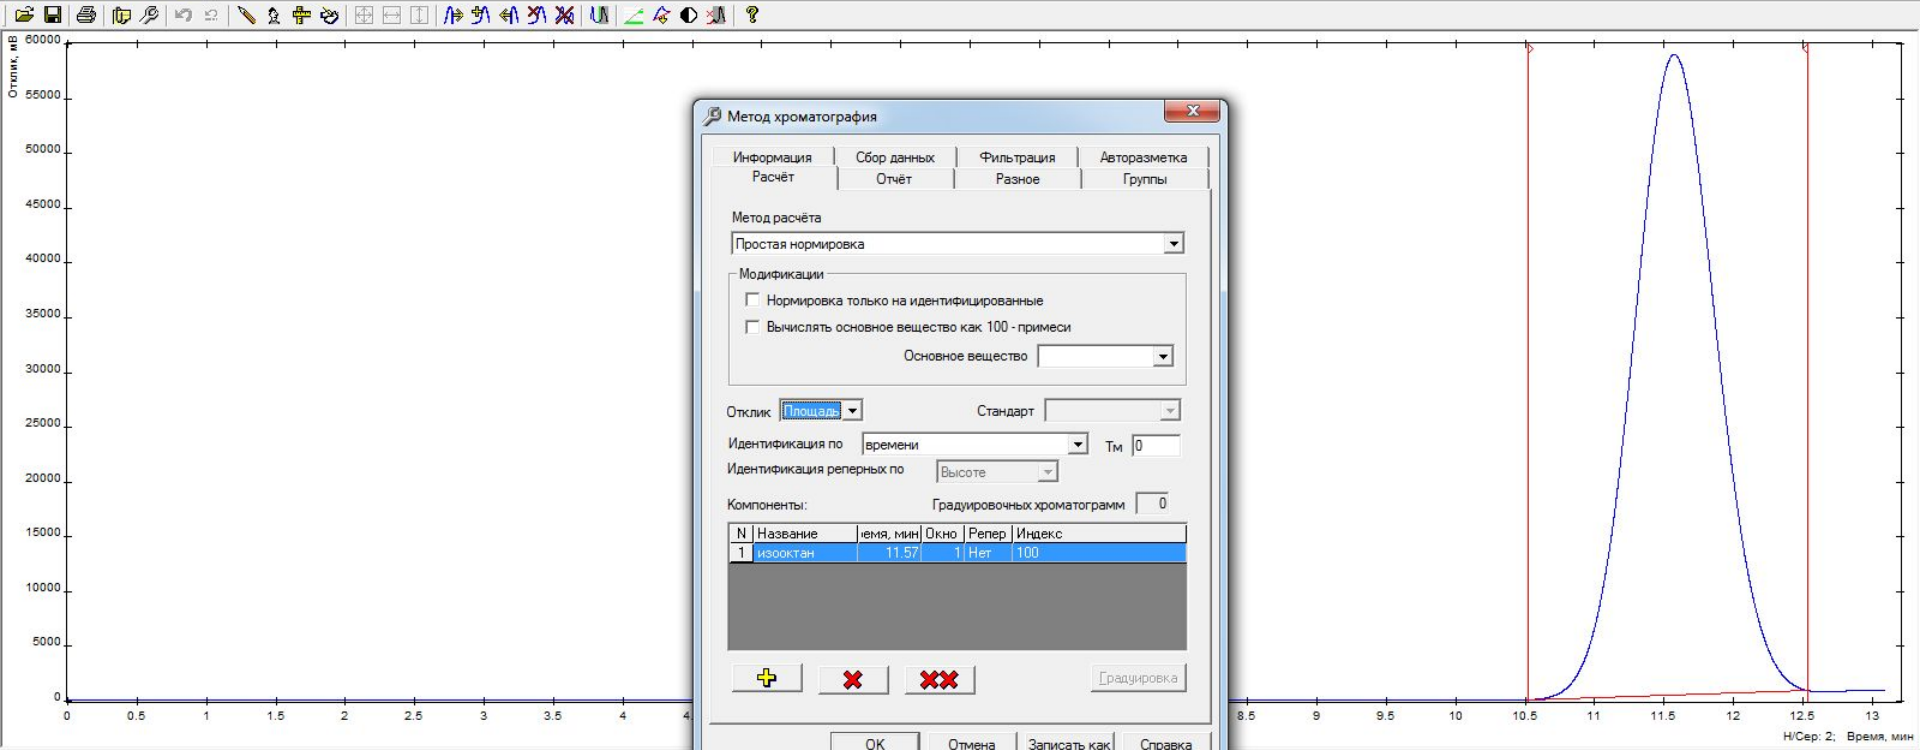 Отклик, мВ
60000
55000
50000
45000
40000
35000
30000
25000
20000
15000
10000
5000
0
Метод хроматография
Информация Сбор данных Фильтрация Авторазметка
Расчёт Отчёт Разное Группы
Метод расчёта
Простая нормировка
Модификации
Нормировка только на идентифицированные
Вычислять основное вещество как 100 - примеси
Основное вещество
Отклик Площадь Стандарт
Идентификация по времени Тм 0
Идентификация реперных по Высоте
Компоненты: Градуировочных хроматограмм 0
N Название емя, мин Окно Репер Индекс
1 изооктан 11.57 1 Нет 100
Градуировка
OK Отмена Записать как Справка
0 0.5 1 1.5 2 2.5 3 3.5 4 4. 8.5 9 9.5 10 10.5 11 11.5 12 12.5 13
Н/Сер: 2; Время, мин